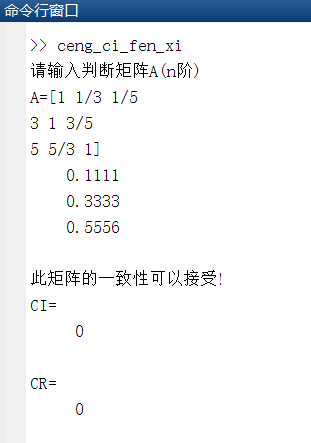 命令行窗口
>> ceng_ci_fen_xi
请输入判断矩阵A(n阶)
A=[1 1/3 1/5
3 1 3/5
5 5/3 1]
0.1111
0.3333
0.5556
此矩阵的一致性可以接受!
CI=
0
CR=
0